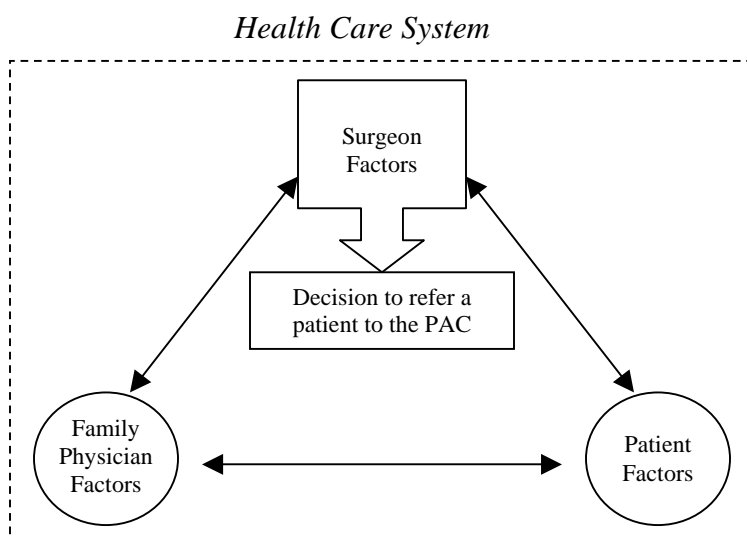 Health Care System
Surgeon
Factors
Decision to refer a
patient to the PAC
Family
Physician
Factors
Patient
Factors